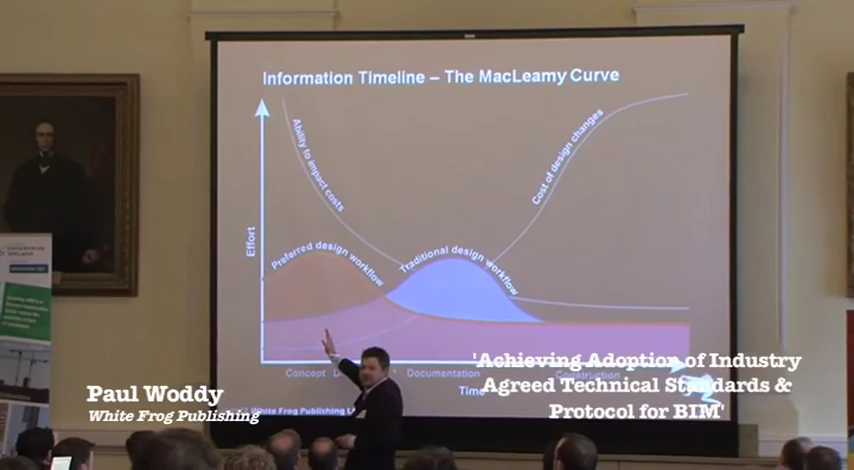 Information Timeline – The MacLeamy Curve
Ability to impact costs
Cost of design changes
Effort
Preferred design workflow
Traditional design workflow
Concept
Documentation
Construction
Time
White Frog Publishing
'Achieving Adoption of Industry
Agreed Technical Standards &
Protocol for BIM'
Paul Woddy
White Frog Publishing